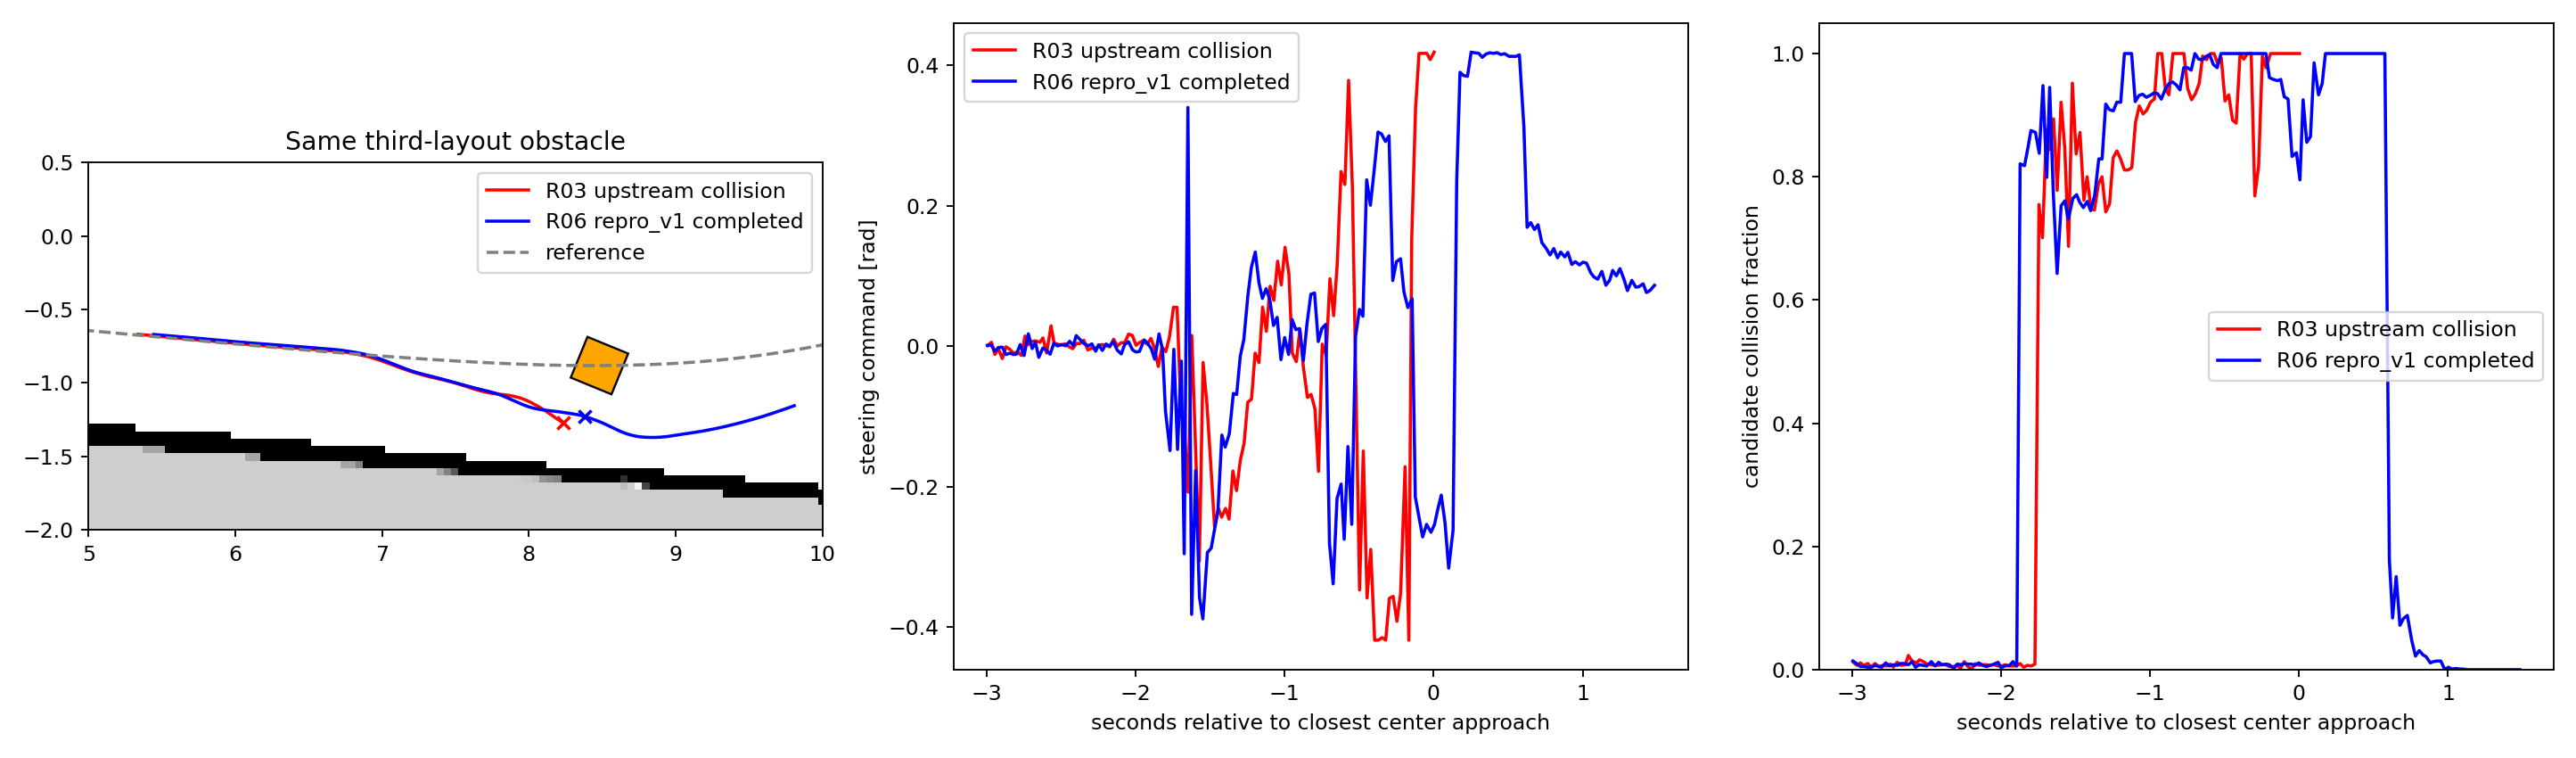 Same third-layout obstacle
R03 upstream collision
R06 repro_v1 completed
reference
0.5
0.0
−0.5
−1.0
−1.5
−2.0
5
6
7
8
9
10
R03 upstream collision
R06 repro_v1 completed
steering command [rad]
0.4
0.2
0.0
−0.2
−0.4
−3
−2
−1
0
1
seconds relative to closest center approach
candidate collision fraction
1.0
0.8
0.6
0.4
0.2
0.0
R03 upstream collision
R06 repro_v1 completed
−3
−2
−1
0
1
seconds relative to closest center approach